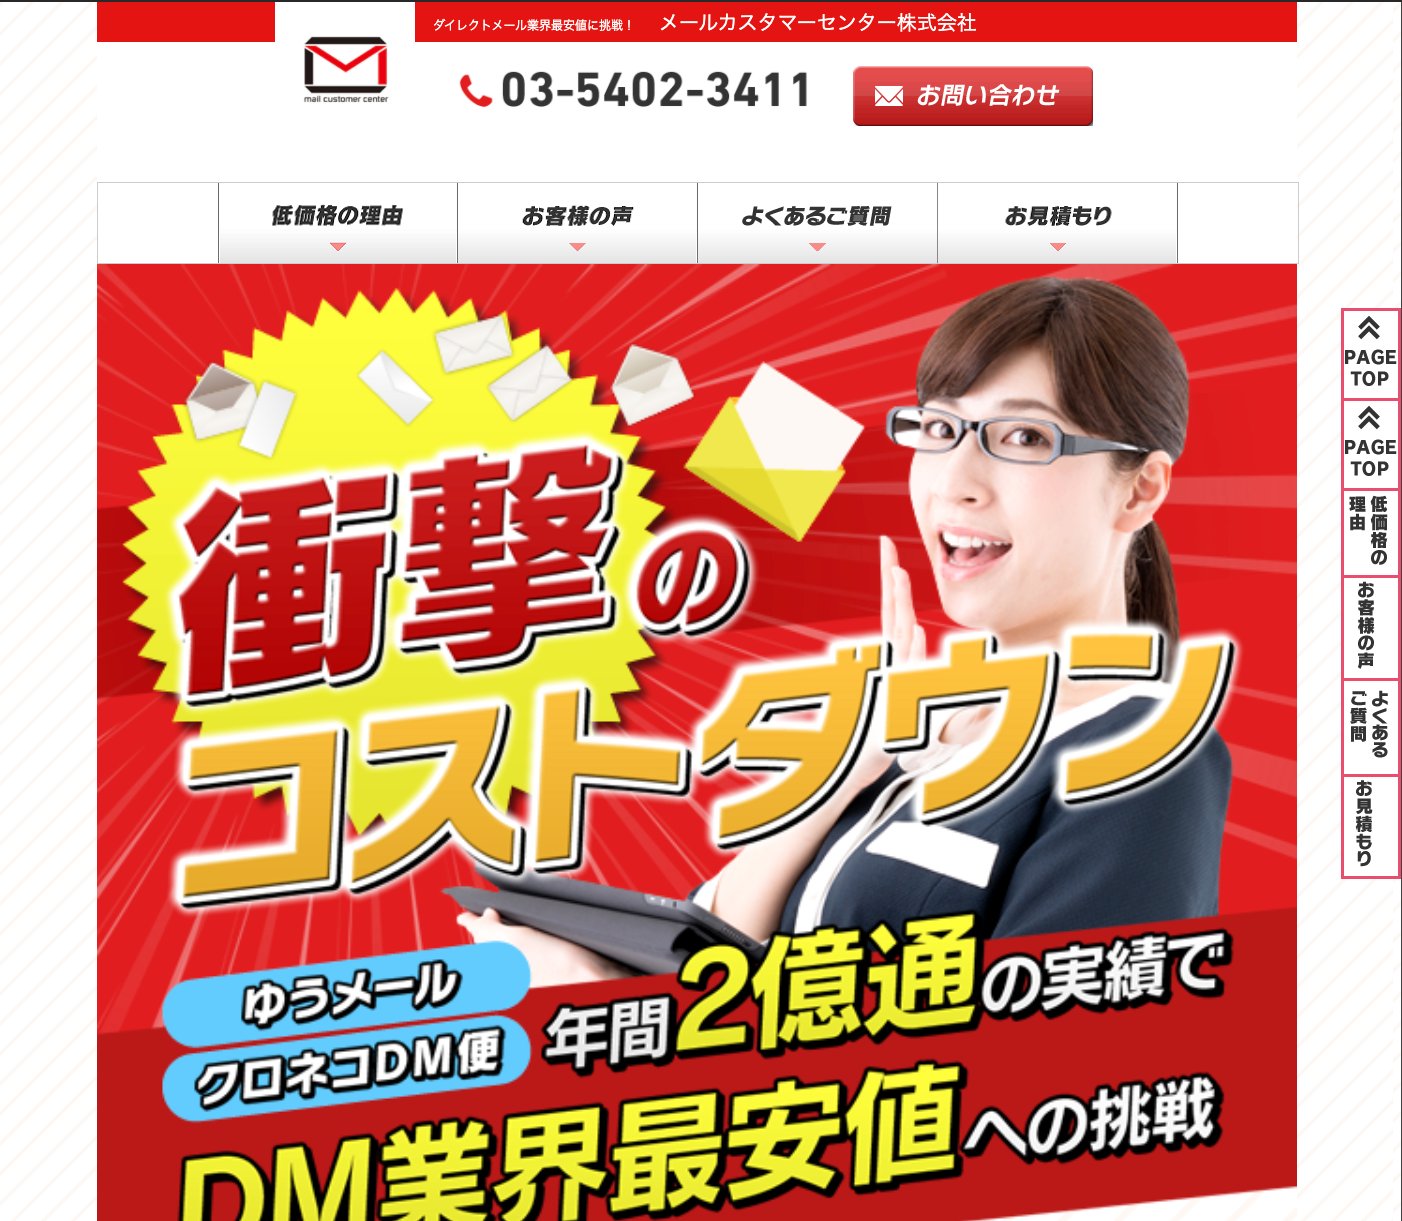 ダイレクトメール業界最安値に挑戦！ メールカスタマーセンター株式会社
mail customer center
03-5402-3411
お問い合わせ
低価格の理由
お客様の声
よくあるご質問
お見積もり
衝撃の
コストダウン
ゆうメール
クロネコDM便
年間2億通の実績で
DM業界最安値への挑戦
PAGE
TOP
PAGE
TOP
低価格の
理由
お客様の声
よくある
ご質問
お見積もり